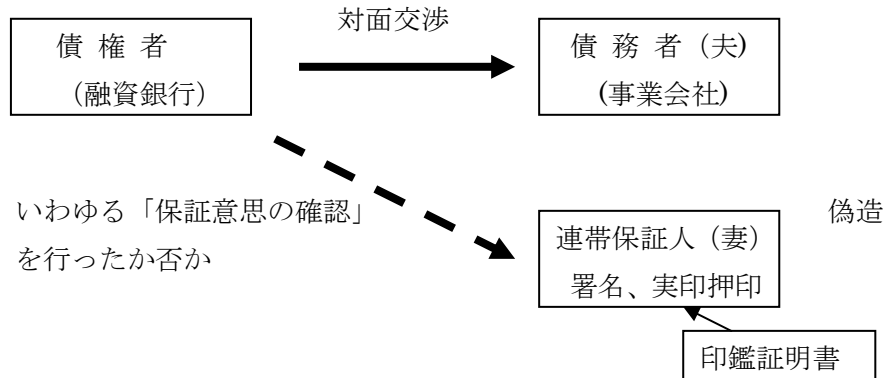 対面交渉
債 権 者
（融資銀行）
債 務 者（夫）
(事業会社)
いわゆる「保証意思の確認」
を行ったか否か
偽造
連帯保証人（妻）
署名、実印押印
印鑑証明書